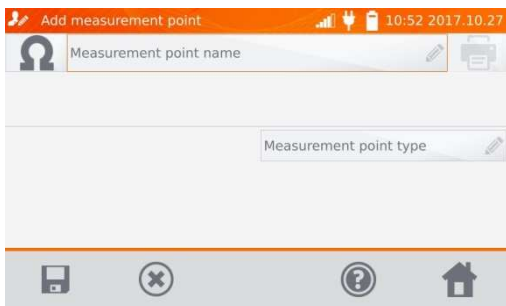 Add measurement point 10:52 2017.10.27
Ω Measurement point name
Measurement point type